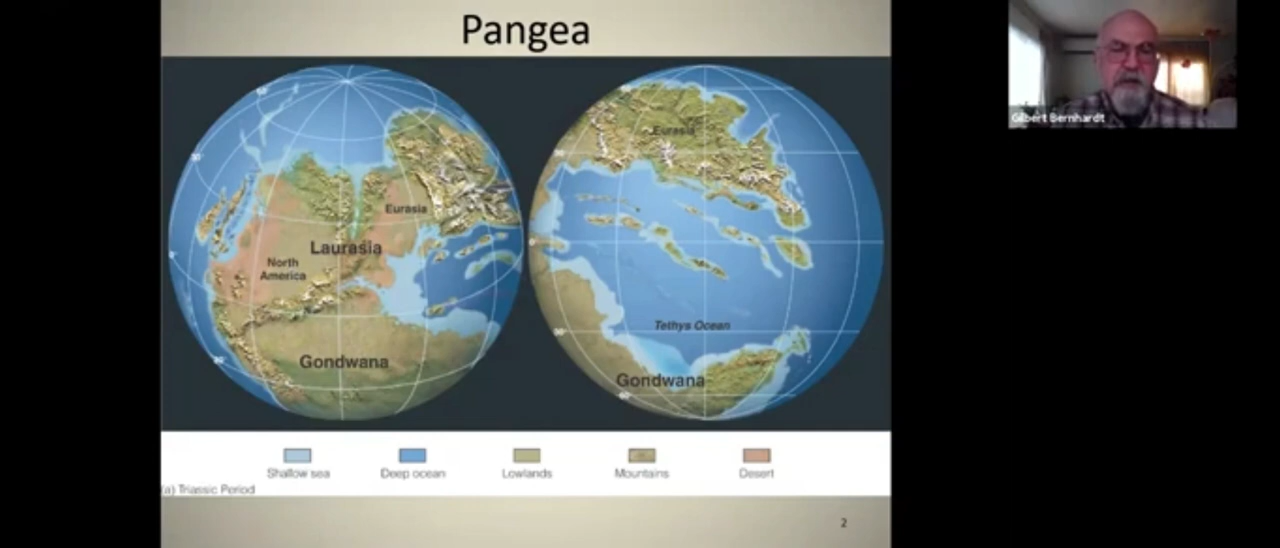 Pangea
Gilbert Bernhardt
Eurasia
Eurasia
Laurasia
North
America
Tethys Ocean
Gondwana
Gondwana
Shallow sea
Deep ocean
Lowlands
Mountains
Desert
(a) Triassic Period
2